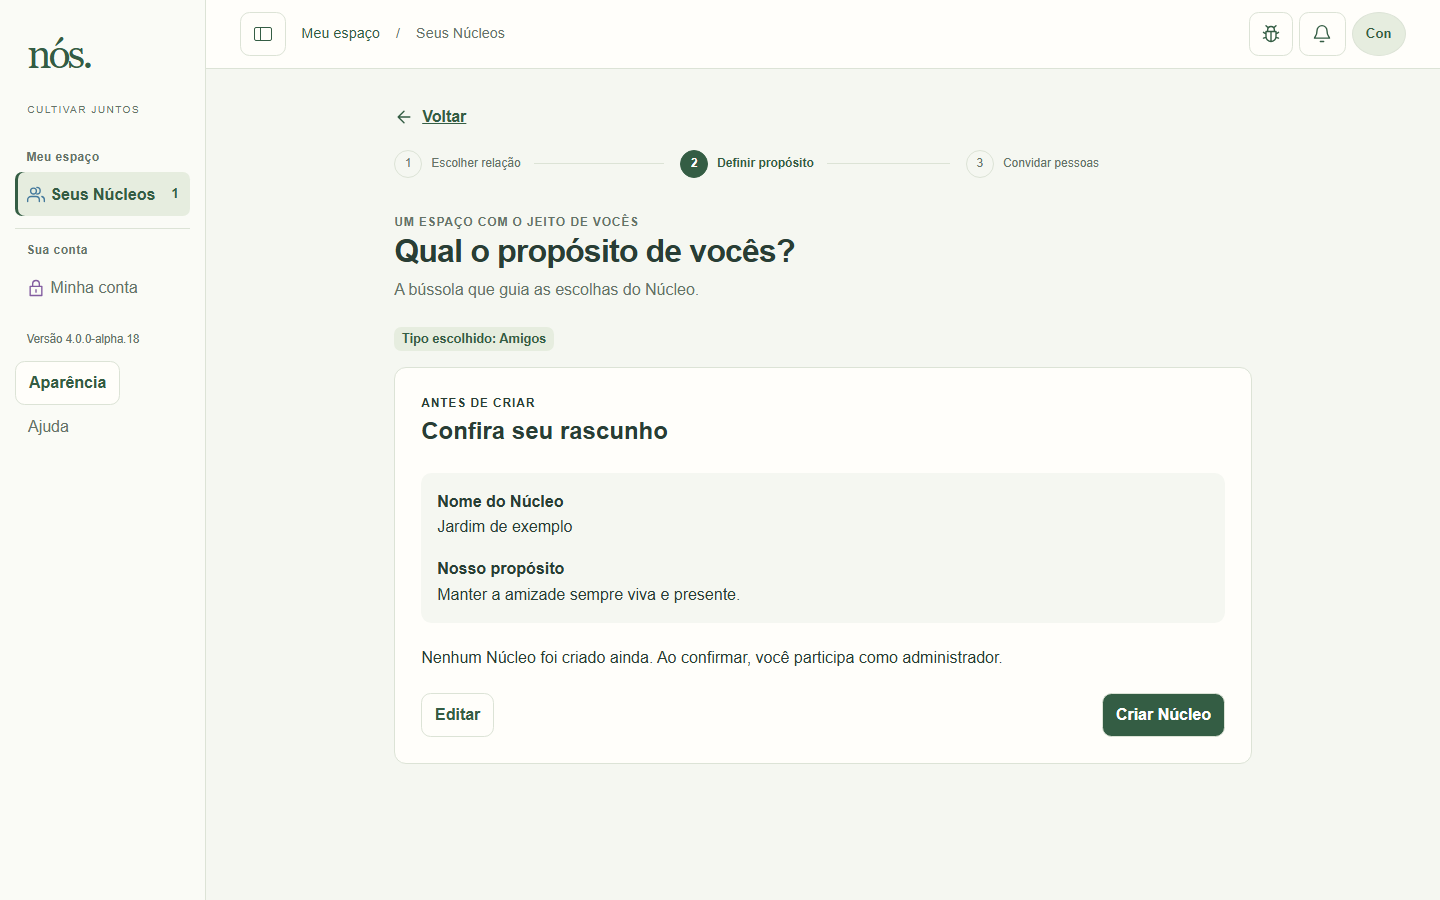 nós.
CULTIVAR JUNTOS
Meu espaço
Seus Núcleos 1
Sua conta
Minha conta
Versão 4.0.0-alpha.18
Aparência
Ajuda
Meu espaço / Seus Núcleos
Con
Voltar
1 Escolher relação
2 Definir propósito
3 Convidar pessoas
UM ESPAÇO COM O JEITO DE VOCÊS
Qual o propósito de vocês?
A bússola que guia as escolhas do Núcleo.
Tipo escolhido: Amigos
ANTES DE CRIAR
Confira seu rascunho
Nome do Núcleo
Jardim de exemplo
Nosso propósito
Manter a amizade sempre viva e presente.
Nenhum Núcleo foi criado ainda. Ao confirmar, você participa como administrador.
Editar
Criar Núcleo